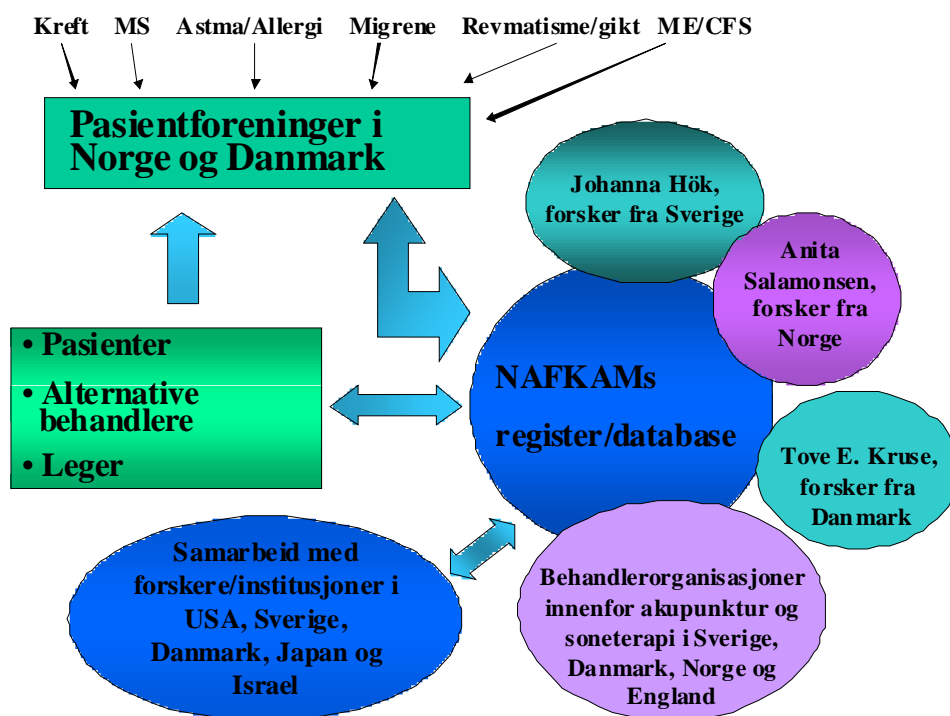 Kreft MS Astma/Allergi Migrene Revmatisme/gikt ME/CFS
Pasientforeninger i
Norge og Danmark
Johanna Hök,
forsker fra Sverige
Anita
Salamonsen,
forsker fra
Norge
• Pasienter
• Alternative
behandlere
• Leger
NAFKAMs
register/database
Tove E. Kruse,
forsker fra
Danmark
Samarbeid med
forskere/institusjoner i
USA, Sverige,
Danmark, Japan og
Israel
Behandlerorganisasjoner
innenfor akupunktur og
soneterapi i Sverige,
Danmark, Norge og
England